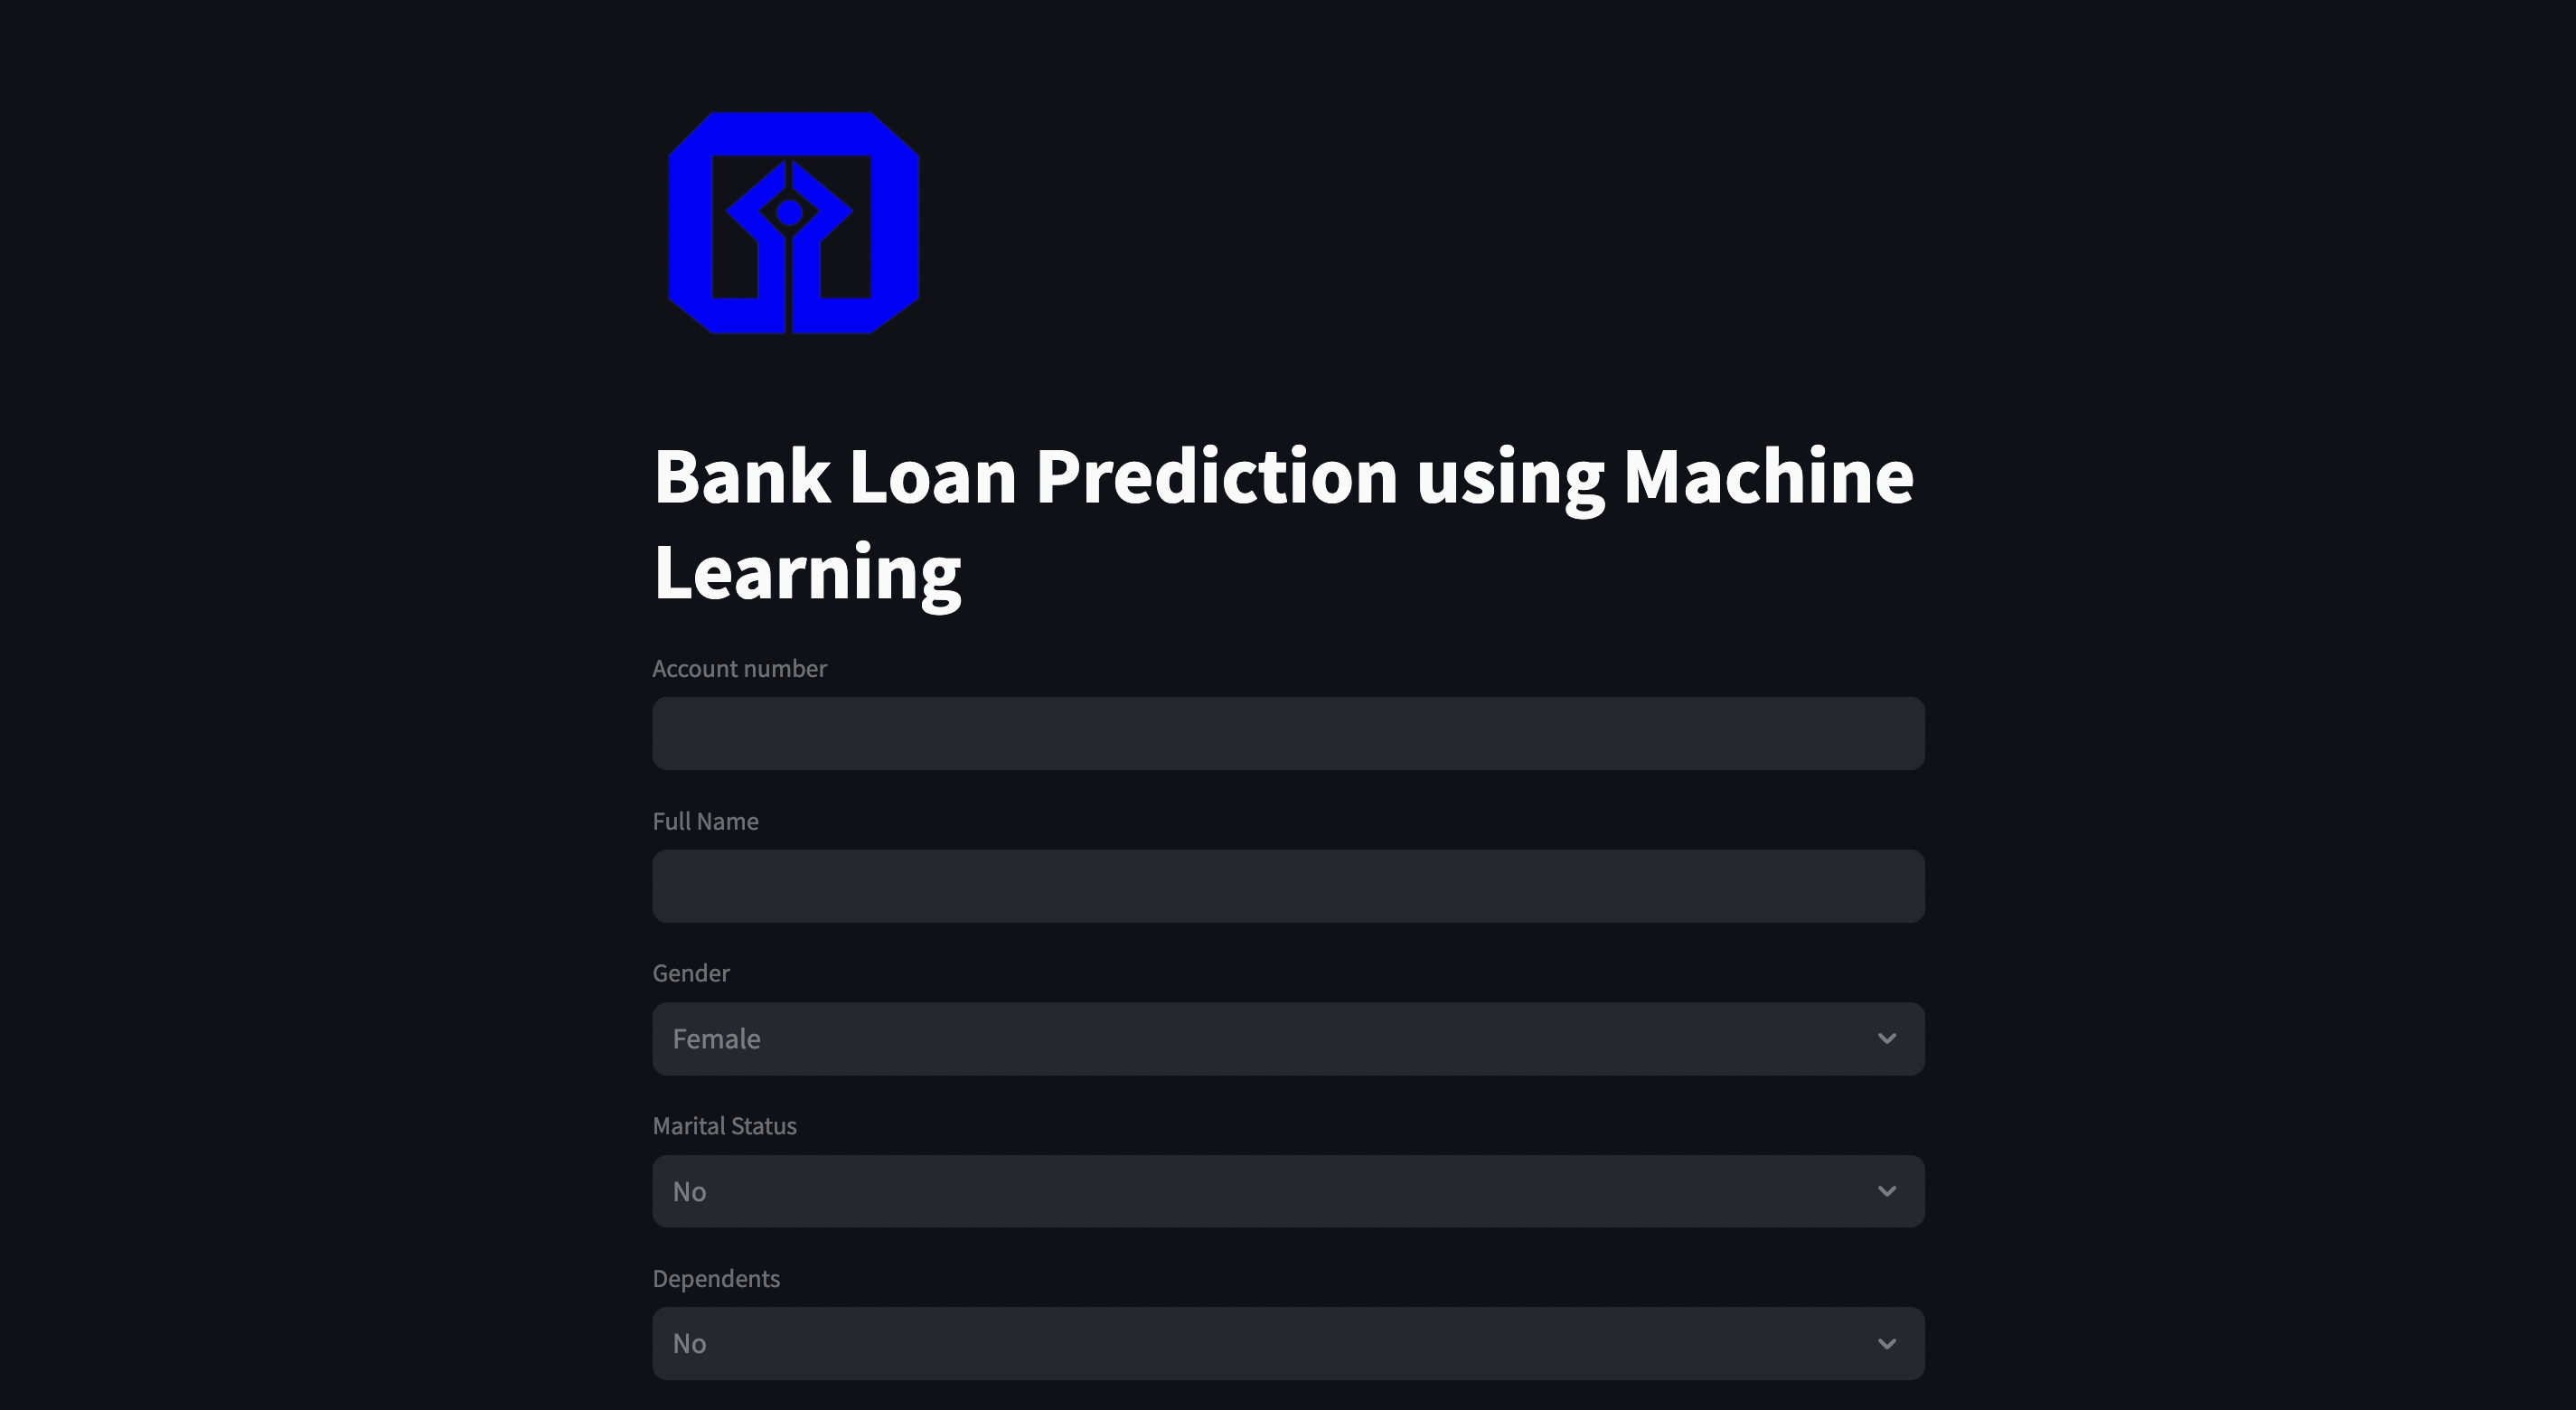 Bank Loan Prediction using Machine
Learning
Account number
Full Name
Gender
Female
Marital Status
No
Dependents
No